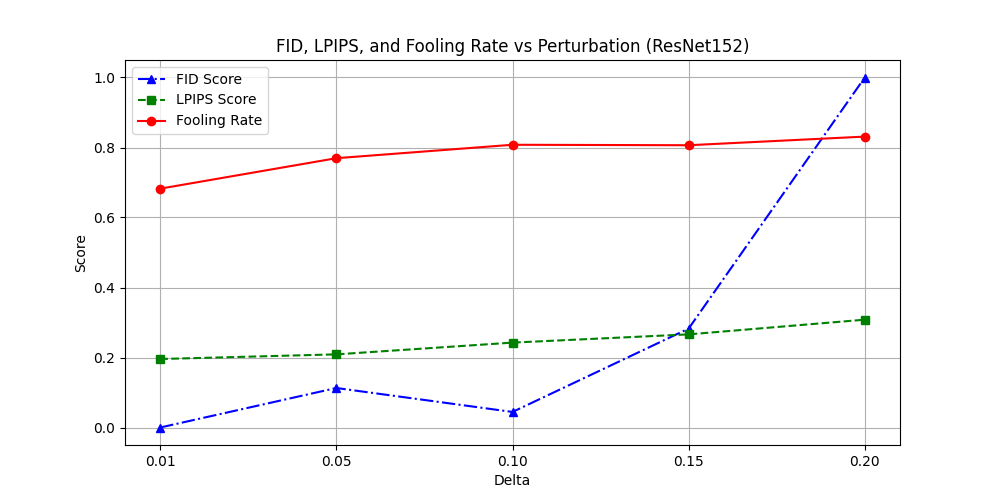 FID, LPIPS, and Fooling Rate vs Perturbation (ResNet152)
FID Score
LPIPS Score
Fooling Rate
1.0
0.8
0.6
0.4
0.2
0.0
Score
0.01 0.05 0.10 0.15 0.20
Delta